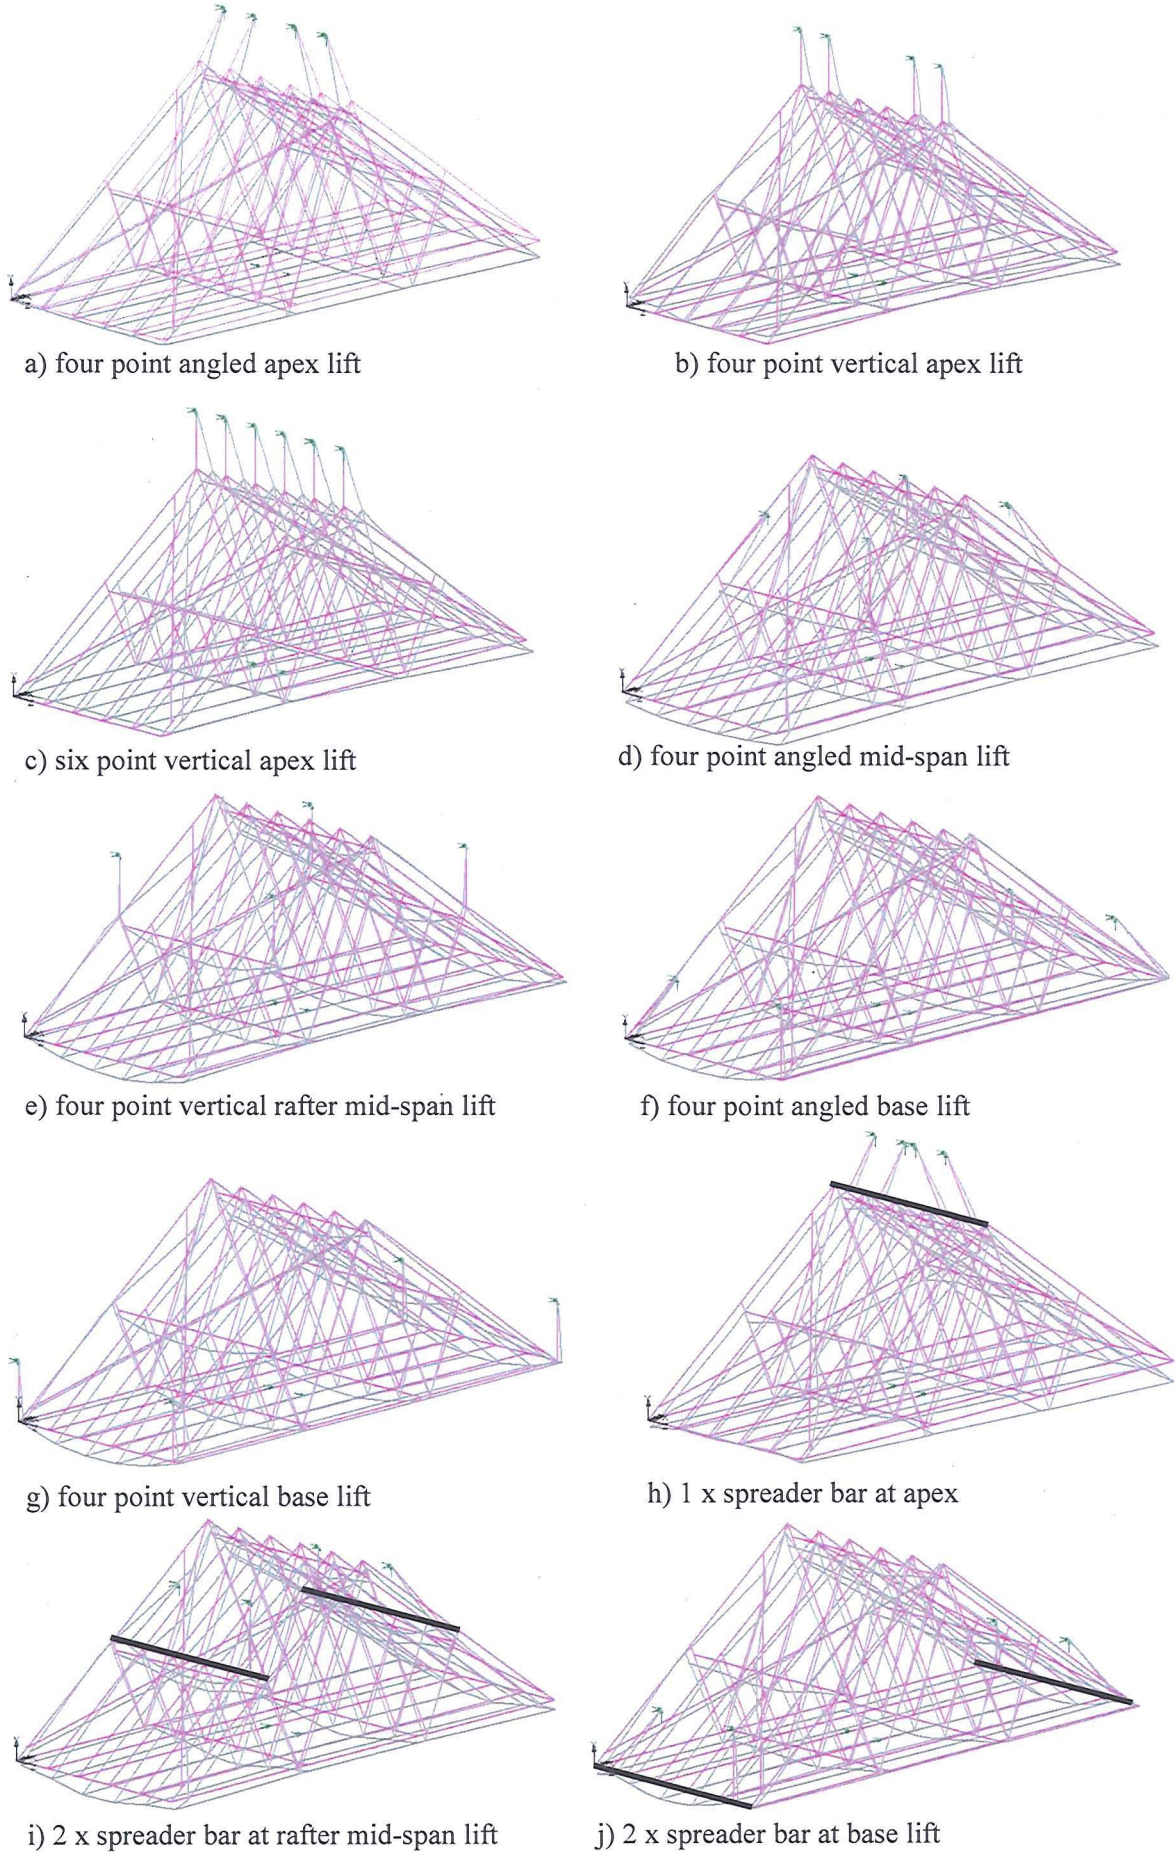 a) four point angled apex lift
b) four point vertical apex lift
c) six point vertical apex lift
d) four point angled mid-span lift
e) four point vertical rafter mid-span lift
f) four point angled base lift
g) four point vertical base lift
h) 1 x spreader bar at apex
i) 2 x spreader bar at rafter mid-span lift
j) 2 x spreader bar at base lift